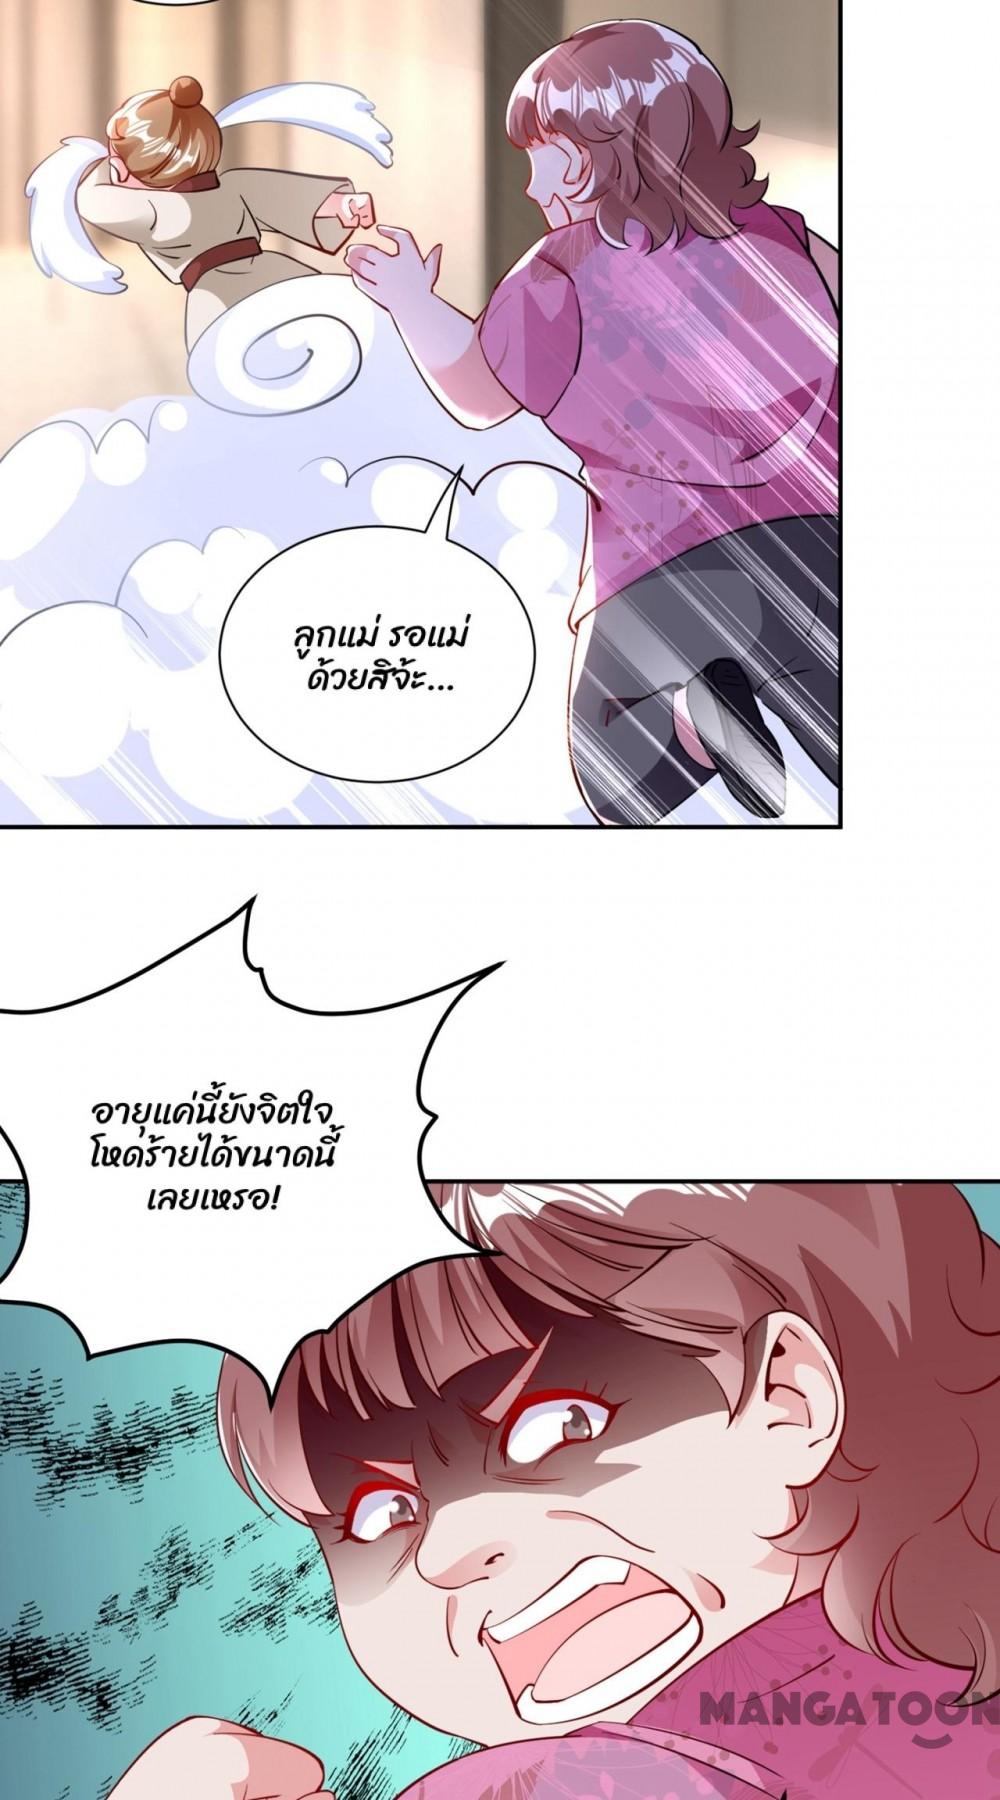 ลูกแม่ รอแม่
ด้วยสิจ้ะ...
อายุแค่นี้ยังจิตใจ
โหดร้ายได้ขนาดนี้
เลยเหรอ!
MANGATOON